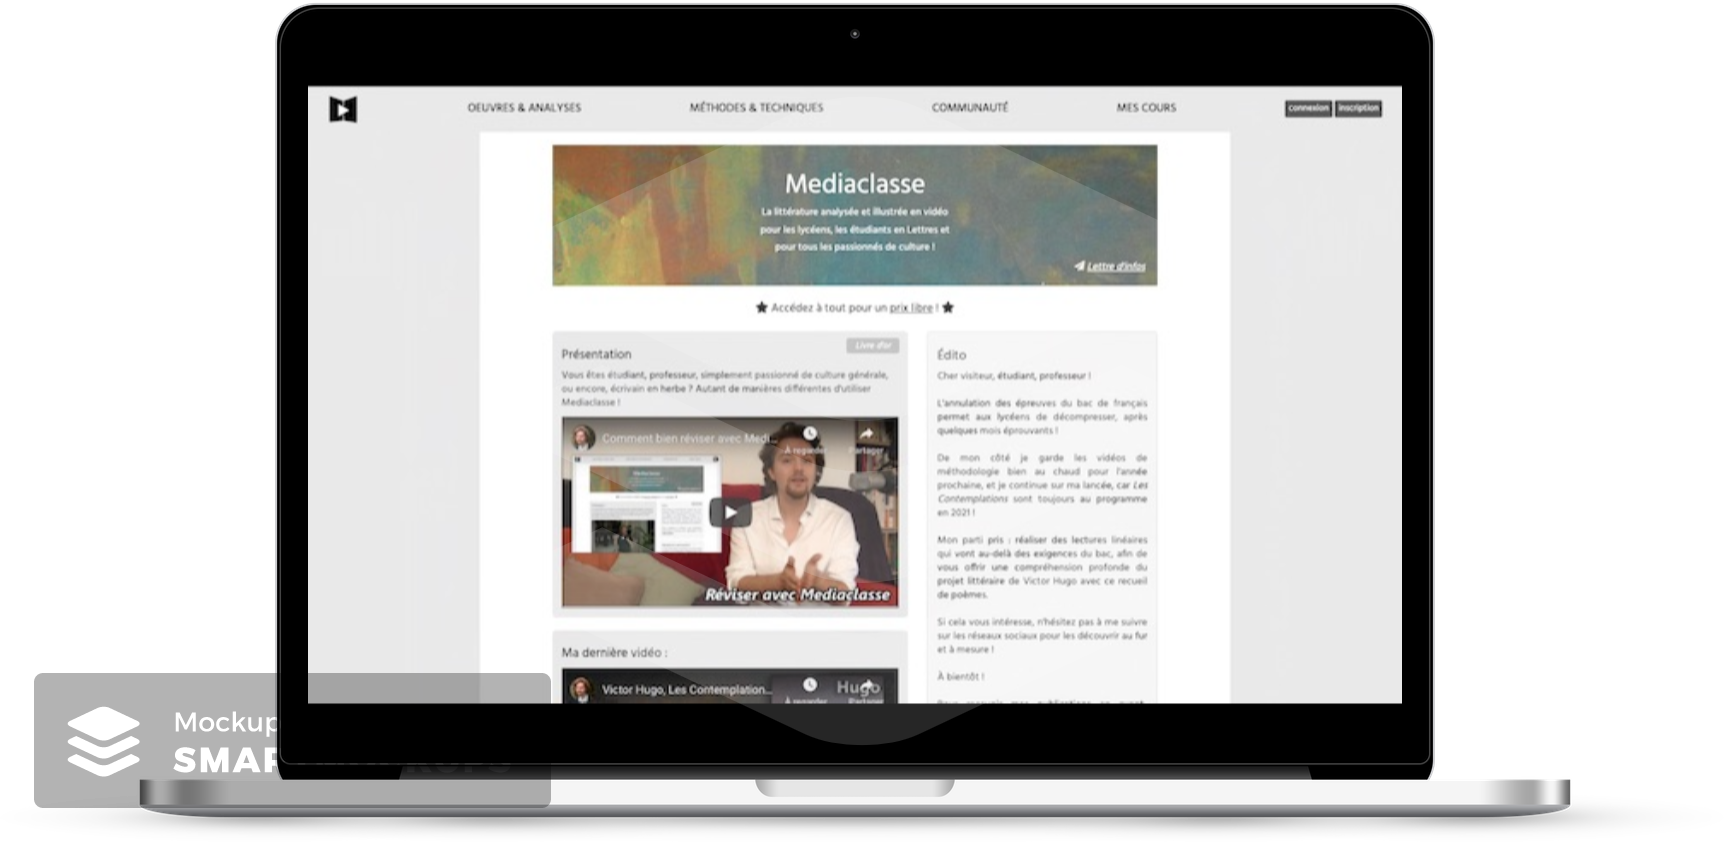 OEUVRES & ANALYSES
MÉTHODES & TECHNIQUES
COMMUNAUTÉ
MES COURS
connexion
inscription
Mediaclasse
La littérature analysée et illustrée en vidéo
pour les lycéens, les étudiants en Lettres et
pour tous les passionnés de culture !
Lettre d'infos
Accédez à tout pour un prix libre !
Livre d'or
Présentation
Vous êtes étudiant, professeur, simplement passionné de culture générale,
ou encore, écrivain en herbe ? Autant de manières différentes d'utiliser
Mediaclasse !
Comment bien réviser avec Medi...
À regarder
Partager
Réviser avec Mediaclasse
Ma dernière vidéo :
Victor Hugo, Les Contemplation...
Hugo
À regarder
Partager
Édito
Cher visiteur, étudiant, professeur !
L'annulation des épreuves du bac de français
permet aux lycéens de décompresser, après
quelques mois éprouvants !
De mon côté je garde les vidéos de
méthodologie bien au chaud pour l'année
prochaine, et je continue sur ma lancée, car Les
Contemplations sont toujours au programme
en 2021 !
Mon parti pris : réaliser des lectures linéaires
qui vont au-delà des exigences du bac, afin de
vous offrir une compréhension profonde du
projet littéraire de Victor Hugo avec ce recueil
de poèmes.
Si cela vous intéresse, n'hésitez pas à me suivre
sur les réseaux sociaux pour les découvrir au fur
et à mesure !
À bientôt !
Mockup